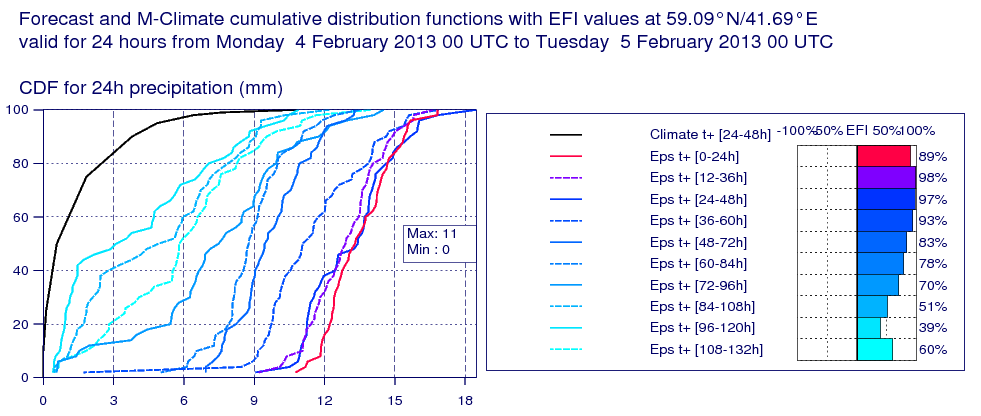 Forecast and M-Climate cumulative distribution functions with EFI values at 59.09°N/41.69°E
valid for 24 hours from Monday 4 February 2013 00 UTC to Tuesday 5 February 2013 00 UTC
CDF for 24h precipitation (mm)
100
80
60
40
20
0
0 3 6 9 12 15 18
Max: 11
Min : 0
-100% -50% EFI 50% 100%
Climate t+ [24-48h]
Eps t+ [0-24h] 89%
Eps t+ [12-36h] 98%
Eps t+ [24-48h] 97%
Eps t+ [36-60h] 93%
Eps t+ [48-72h] 83%
Eps t+ [60-84h] 78%
Eps t+ [72-96h] 70%
Eps t+ [84-108h] 51%
Eps t+ [96-120h] 39%
Eps t+ [108-132h] 60%